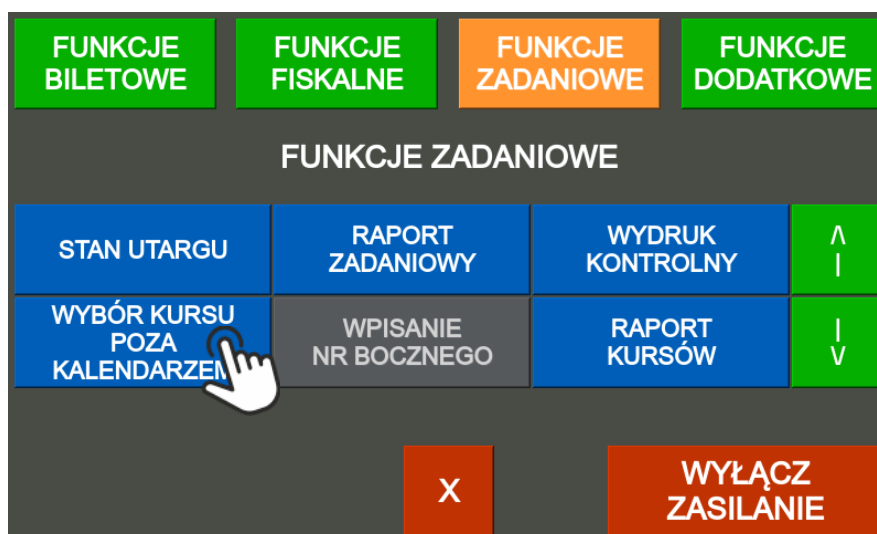 FUNKCJE
BILETOWE
FUNKCJE
FISKALNE
FUNKCJE
ZADANIOWE
FUNKCJE
DODATKOWE
FUNKCJE ZADANIOWE
STAN UTARGU
RAPORT
ZADANIOWY
WYDRUK
KONTROLNY
WYBÓR KURSU
POZA
KALENDARZEM
WPISANIE
NR BOCZNEGO
RAPORT
KURSÓW
X
WYŁĄCZ
ZASILANIE